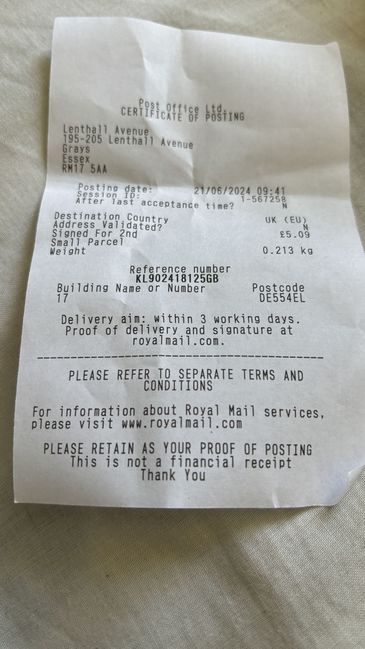 Post Office Ltd.
CERTIFICATE OF POSTING
Lenthall Avenue
195-205 Lenthall Avenue
Grays
Essex
RM17 5AA
Posting date: 21/06/2024 09:41
Session ID: 1-567258
After last acceptance time? N
Destination Country UK (EU)
Address Validated? N
Signed For 2nd £5.09
Small Parcel
Weight 0.213 kg
Reference number
KL902418125GB
Building Name or Number Postcode
17 DE554EL
Delivery aim: within 3 working days.
Proof of delivery and signature at
royalmail.com.
PLEASE REFER TO SEPARATE TERMS AND
CONDITIONS
For information about Royal Mail services,
please visit www.royalmail.com
PLEASE RETAIN AS YOUR PROOF OF POSTING
This is not a financial receipt
Thank You